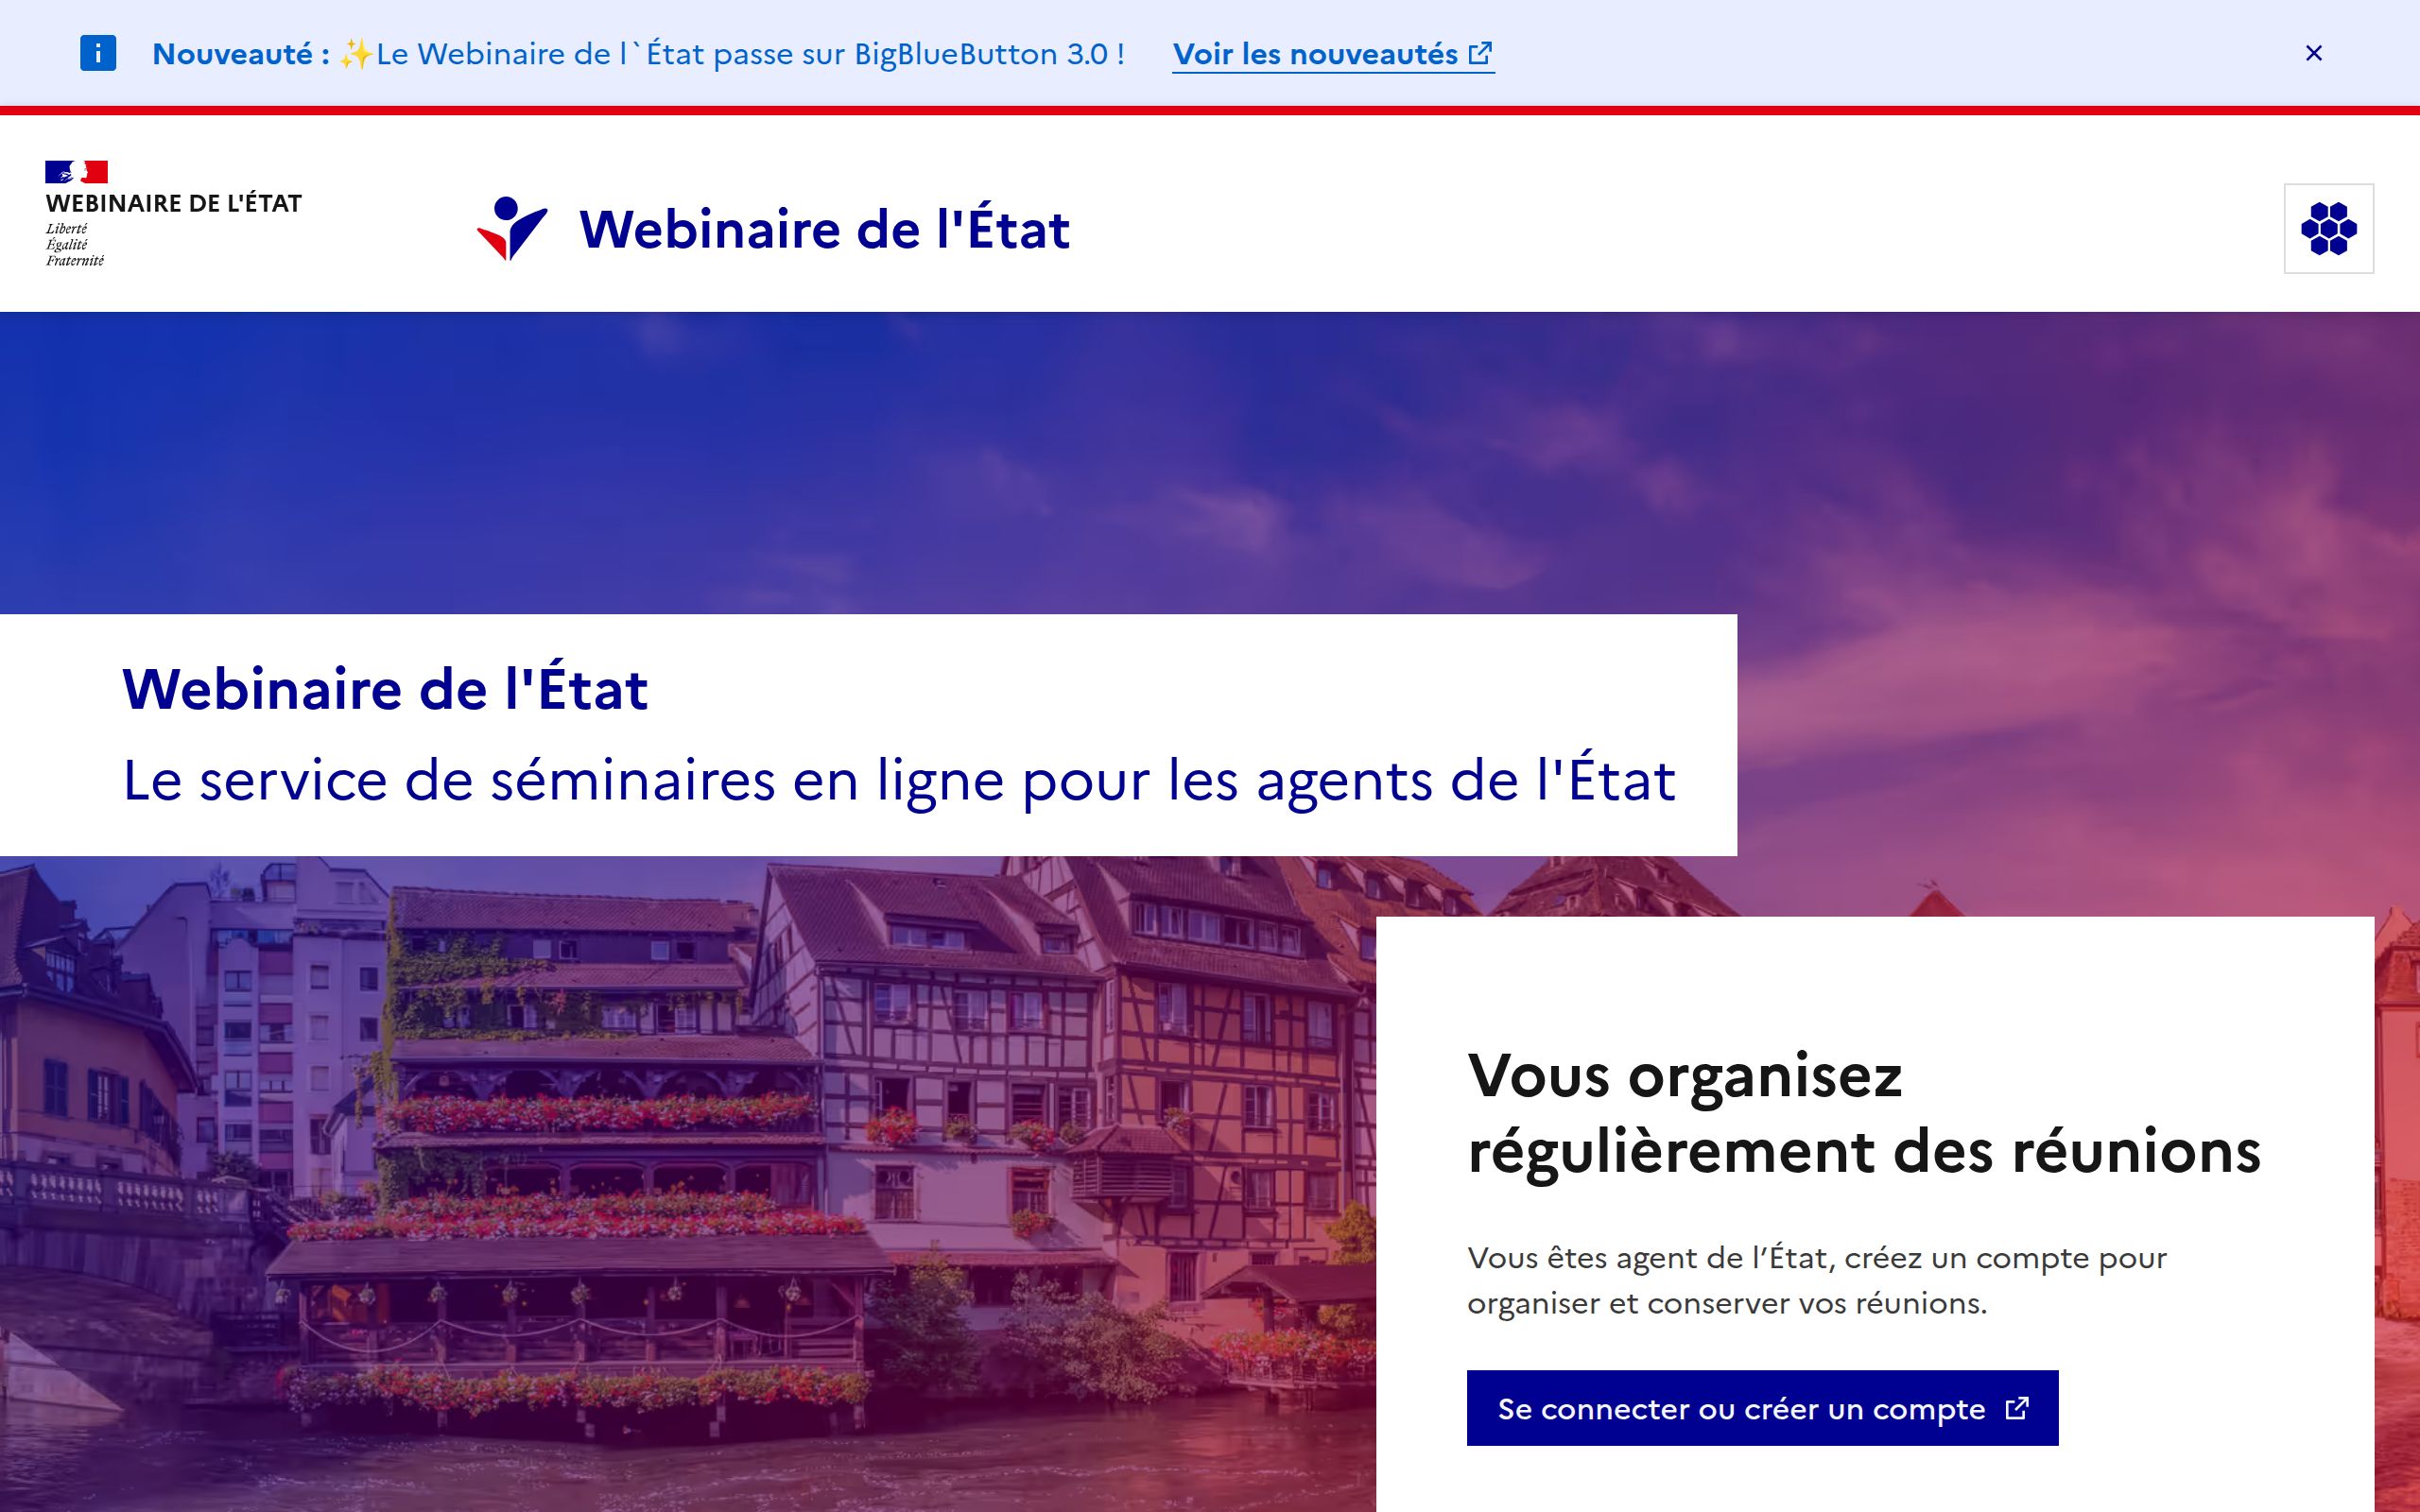 Nouveauté : ✨Le Webinaire de l`État passe sur BigBlueButton 3.0 ! Voir les nouveautés
WEBINAIRE DE L'ÉTAT
Liberté
Égalité
Fraternité
Webinaire de l'État
Webinaire de l'État
Le service de séminaires en ligne pour les agents de l'État
Vous organisez
régulièrement des réunions
Vous êtes agent de l’État, créez un compte pour
organiser et conserver vos réunions.
Se connecter ou créer un compte